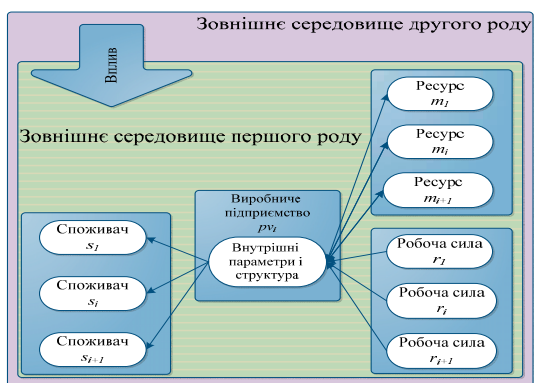 Зовнішнє середовище другого роду
Вплив
Зовнішнє середовище першого роду
Ресурс
m1
Ресурс
mi
Ресурс
mi+1
Виробниче
підприємство
pvi
Внутрішні
параметри і
структура
Споживач
s1
Споживач
si
Споживач
si+1
Робоча сила
r1
Робоча сила
ri
Робоча сила
ri+1